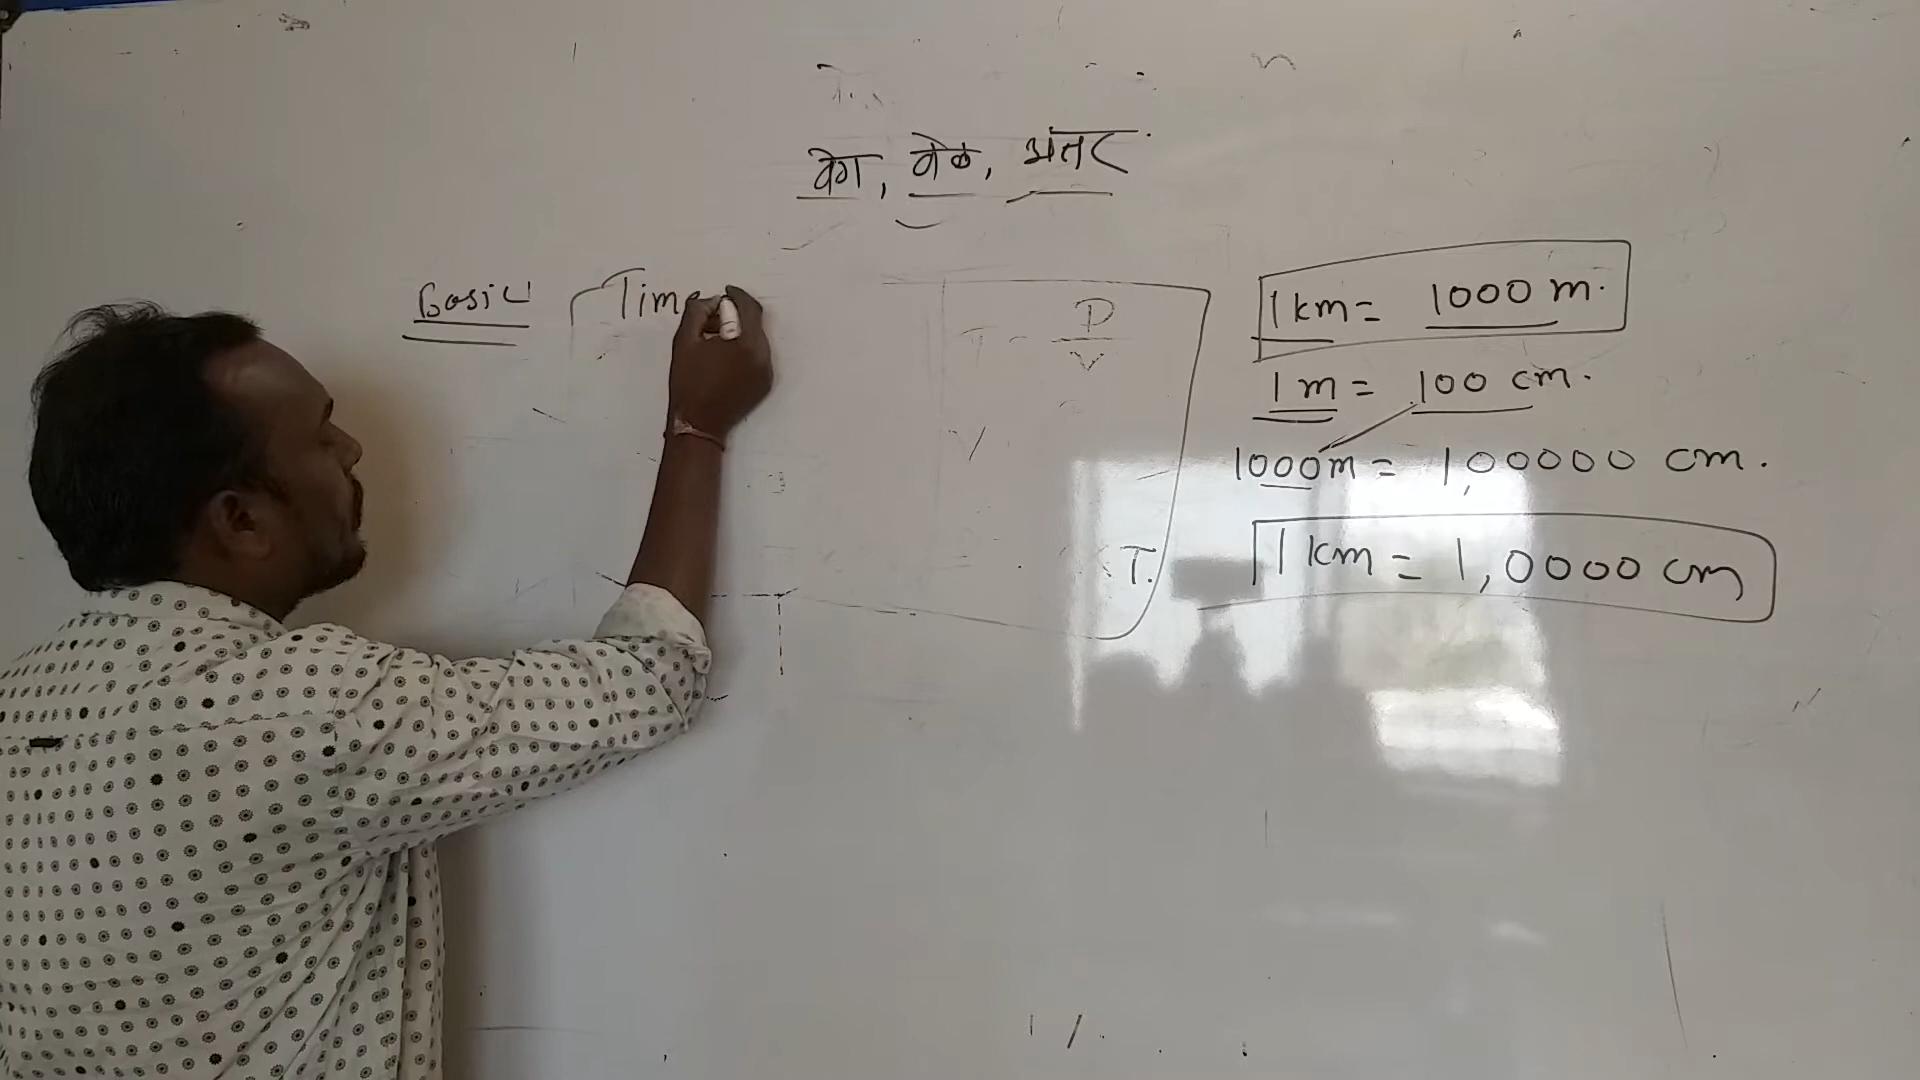 वेग, वेळ, अंतर
Basic Time
D
T - V
T.
1 km = 1000 m.
1 m = 100 cm.
1000m = 1,00000 cm.
1 km = 1,0000 cm